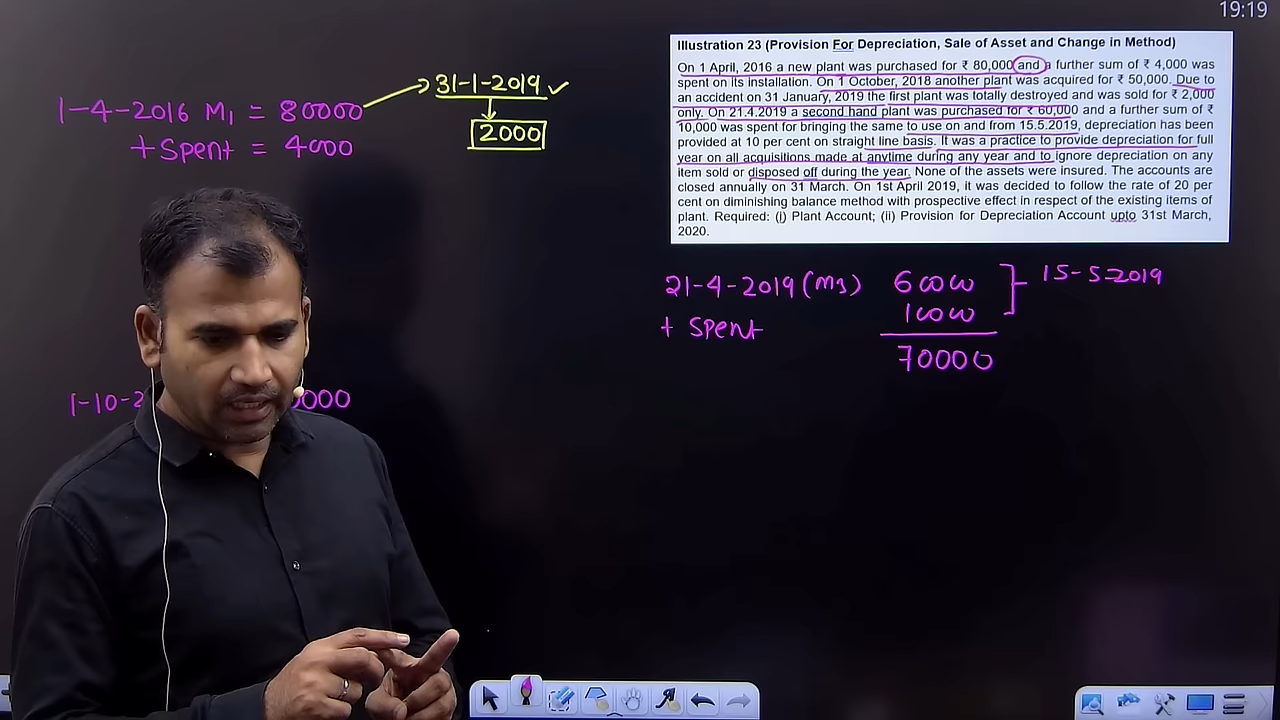 19:19
Illustration 23 (Provision For Depreciation, Sale of Asset and Change in Method)
On 1 April, 2016 a new plant was purchased for ₹ 80,000 and a further sum of ₹ 4,000 was
spent on its installation. On 1 October, 2018 another plant was acquired for ₹ 50,000. Due to
an accident on 31 January, 2019 the first plant was totally destroyed and was sold for ₹ 2,000
only. On 21.4.2019 a second hand plant was purchased for ₹ 60,000 and a further sum of ₹
10,000 was spent for bringing the same to use on and from 15.5.2019, depreciation has been
provided at 10 per cent on straight line basis. It was a practice to provide depreciation for full
year on all acquisitions made at anytime during any year and to ignore depreciation on any
item sold or disposed off during the year. None of the assets were insured. The accounts are
closed annually on 31 March. On 1st April 2019, it was decided to follow the rate of 20 per
cent on diminishing balance method with prospective effect in respect of the existing items of
plant. Required: (i) Plant Account; (ii) Provision for Depreciation Account upto 31st March,
2020.
31-1-2019 ✓
2000
1-4-2016 M1 = 80000
+ Spent = 4000
21-4-2019 (M3) 60000 15-5-2019
+ Spent 10000
70000
1-10-2 0000